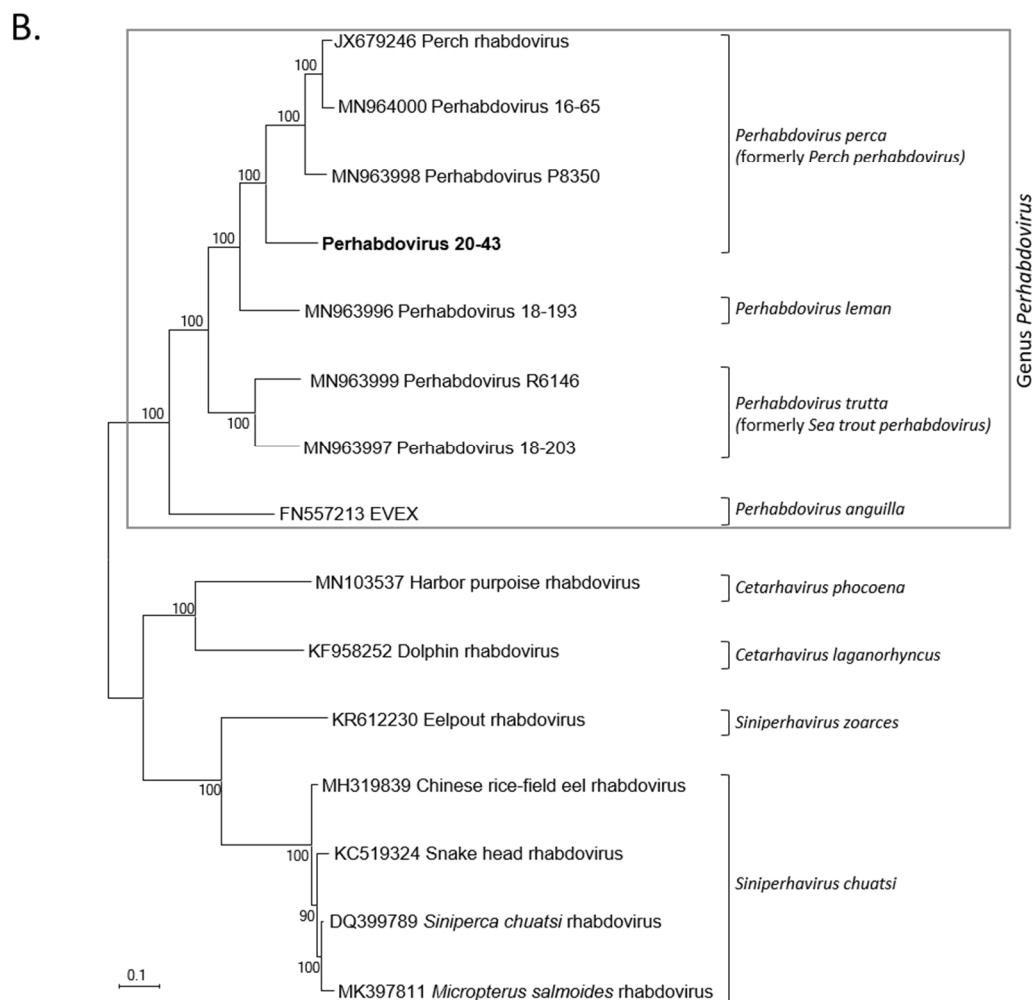 B.
JX679246 Perch rhabdovirus
100
MN964000 Perhabdovirus 16-65
100
Perhabdovirus perca
(formerly Perch perhabdovirus)
MN963998 Perhabdovirus P8350
100
Perhabdovirus 20-43
100
MN963996 Perhabdovirus 18-193
Perhabdovirus leman
100
MN963999 Perhabdovirus R6146
Perhabdovirus trutta
(formerly Sea trout perhabdovirus)
100
100
MN963997 Perhabdovirus 18-203
FN557213 EVEX
Perhabdovirus anguilla
Genus Perhabdovirus
MN103537 Harbor purpoise rhabdovirus
Cetarhavirus phocoena
100
KF958252 Dolphin rhabdovirus
Cetarhavirus laganorhyncus
KR612230 Eelpout rhabdovirus
Siniperhavirus zoarces
100
MH319839 Chinese rice-field eel rhabdovirus
100
KC519324 Snake head rhabdovirus
Siniperhavirus chuatsi
90
DQ399789 Siniperca chuatsi rhabdovirus
100
MK397811 Micropterus salmoides rhabdovirus
0.1